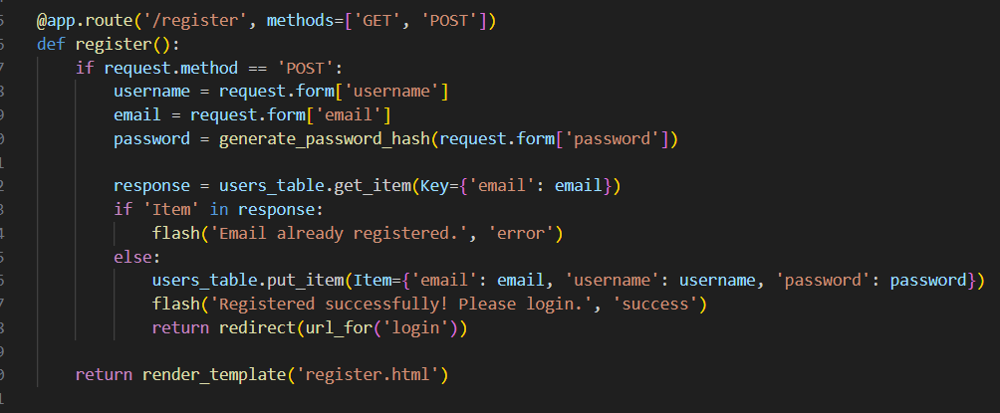 @app.route('/register', methods=['GET', 'POST'])
def register():
    if request.method == 'POST':
        username = request.form['username']
        email = request.form['email']
        password = generate_password_hash(request.form['password'])

        response = users_table.get_item(Key={'email': email})
        if 'Item' in response:
            flash('Email already registered.', 'error')
        else:
            users_table.put_item(Item={'email': email, 'username': username, 'password': password})
            flash('Registered successfully! Please login.', 'success')
            return redirect(url_for('login'))

    return render_template('register.html')